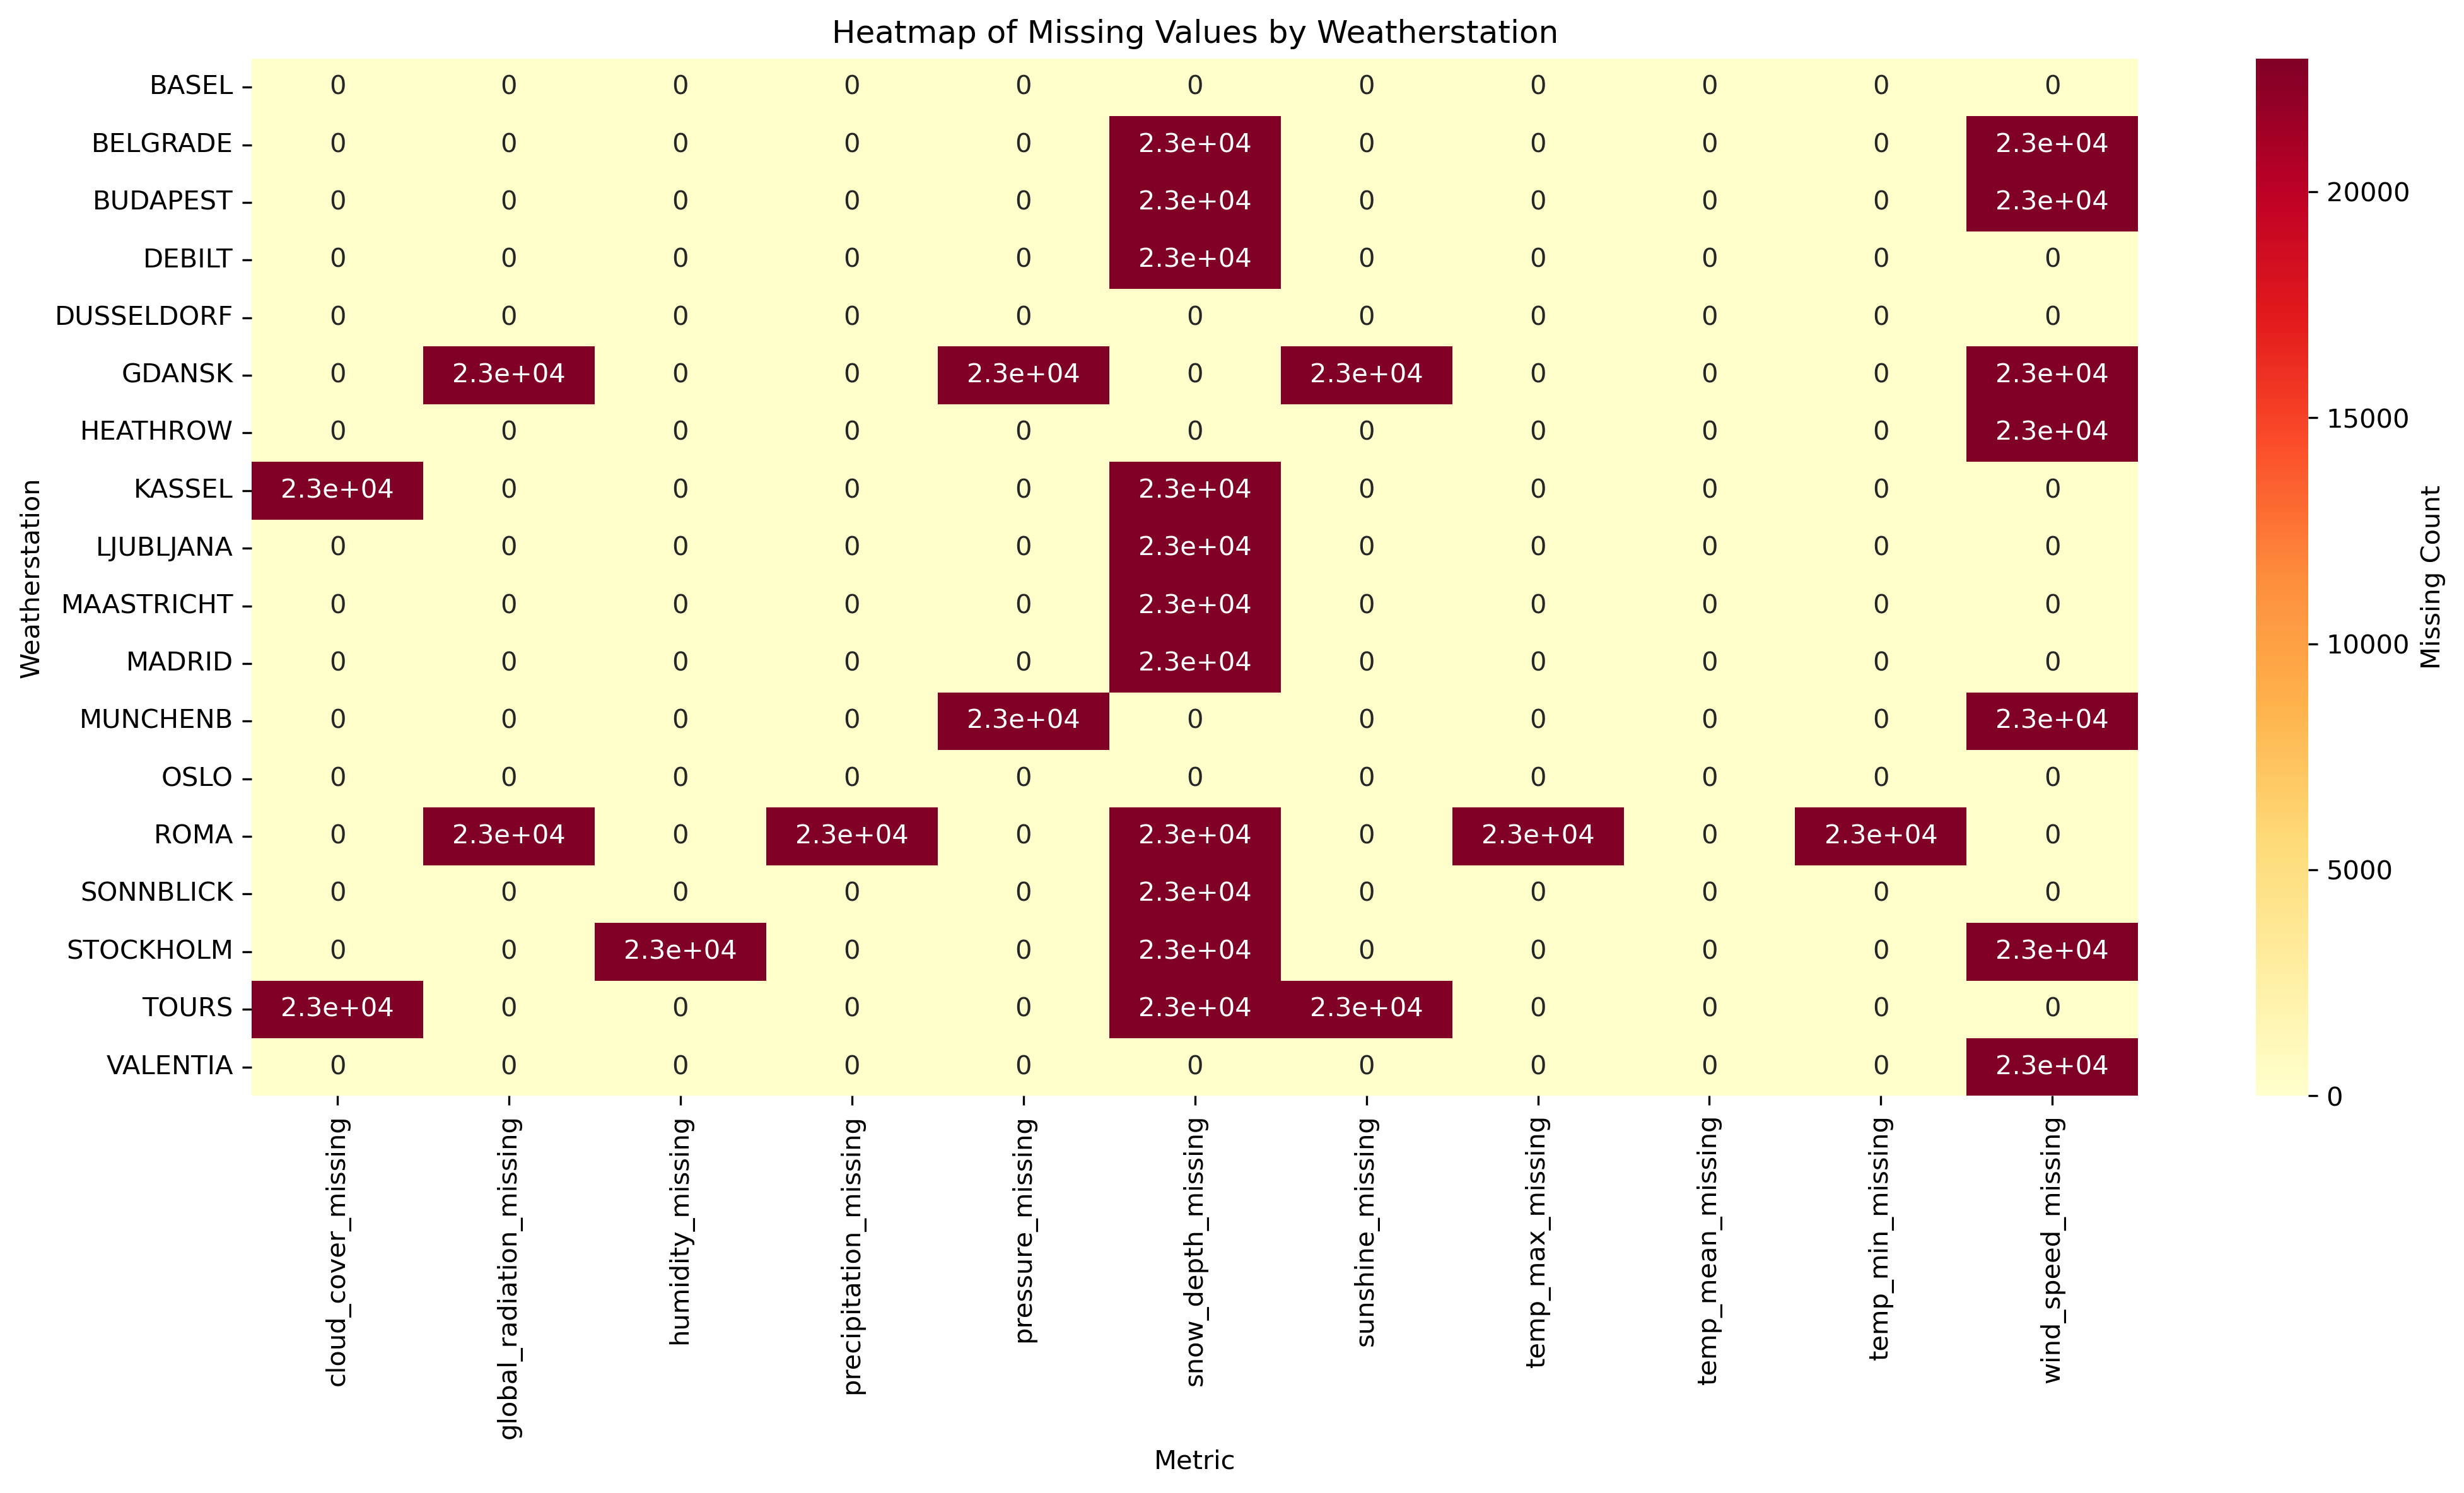 Heatmap of Missing Values by Weatherstation
BASEL 0 0 0 0 0 0 0 0 0 0 0
BELGRADE 0 0 0 0 0 2.3e+04 0 0 0 0 2.3e+04
BUDAPEST 0 0 0 0 0 2.3e+04 0 0 0 0 2.3e+04
DEBILT 0 0 0 0 0 2.3e+04 0 0 0 0 0
DUSSELDORF 0 0 0 0 0 0 0 0 0 0 0
GDANSK 0 2.3e+04 0 0 2.3e+04 0 2.3e+04 0 0 0 2.3e+04
HEATHROW 0 0 0 0 0 0 0 0 0 0 2.3e+04
KASSEL 2.3e+04 0 0 0 0 2.3e+04 0 0 0 0 0
LJUBLJANA 0 0 0 0 0 2.3e+04 0 0 0 0 0
MAASTRICHT 0 0 0 0 0 2.3e+04 0 0 0 0 0
MADRID 0 0 0 0 0 2.3e+04 0 0 0 0 0
MUNCHENB 0 0 0 0 2.3e+04 0 0 0 0 0 2.3e+04
OSLO 0 0 0 0 0 0 0 0 0 0 0
ROMA 0 2.3e+04 0 2.3e+04 0 2.3e+04 0 2.3e+04 0 2.3e+04 0
SONNBLICK 0 0 0 0 0 2.3e+04 0 0 0 0 0
STOCKHOLM 0 0 2.3e+04 0 0 2.3e+04 0 0 0 0 2.3e+04
TOURS 2.3e+04 0 0 0 0 2.3e+04 2.3e+04 0 0 0 0
VALENTIA 0 0 0 0 0 0 0 0 0 0 2.3e+04
Weatherstation
cloud_cover_missing
global_radiation_missing
humidity_missing
precipitation_missing
pressure_missing
snow_depth_missing
sunshine_missing
temp_max_missing
temp_mean_missing
temp_min_missing
wind_speed_missing
Metric
20000
15000
10000
5000
0
Missing Count